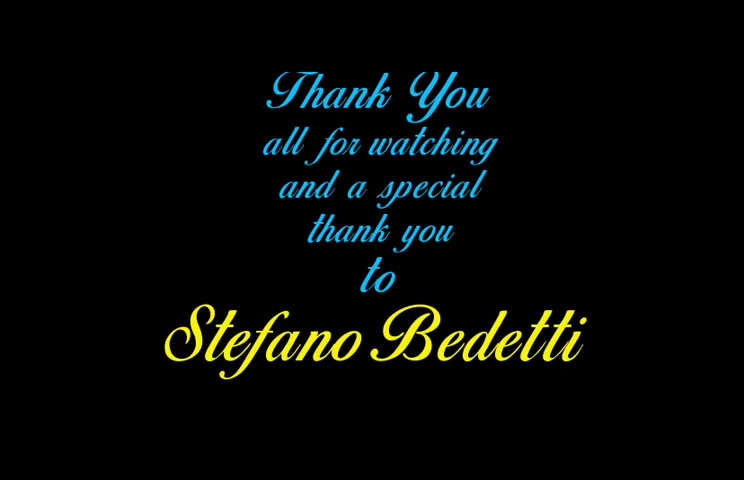 Thank You
all for watching
and a special
thank you
to
Stefano Bedetti